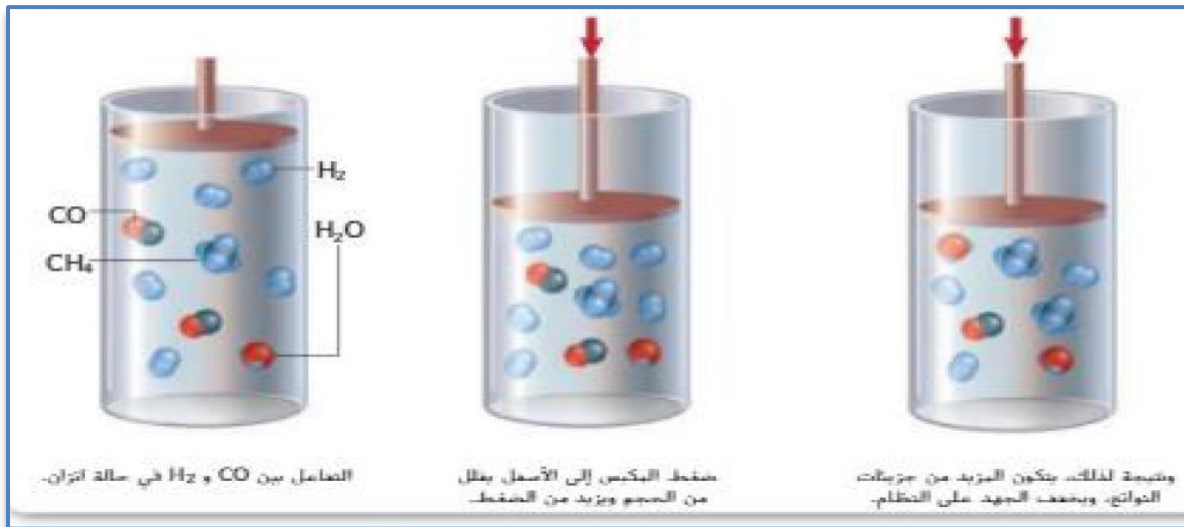 H₂
CO
H₂O
CH₄
التفاعل بين CO و H₂ في حالة اتزان.
ضغط المكبس إلى الأسفل يقلل
من الحجم ويزيد من الضغط.
ونتيجة لذلك، يتكون المزيد من جزيئات
النواتج، ويخفف الجهد على النظام.